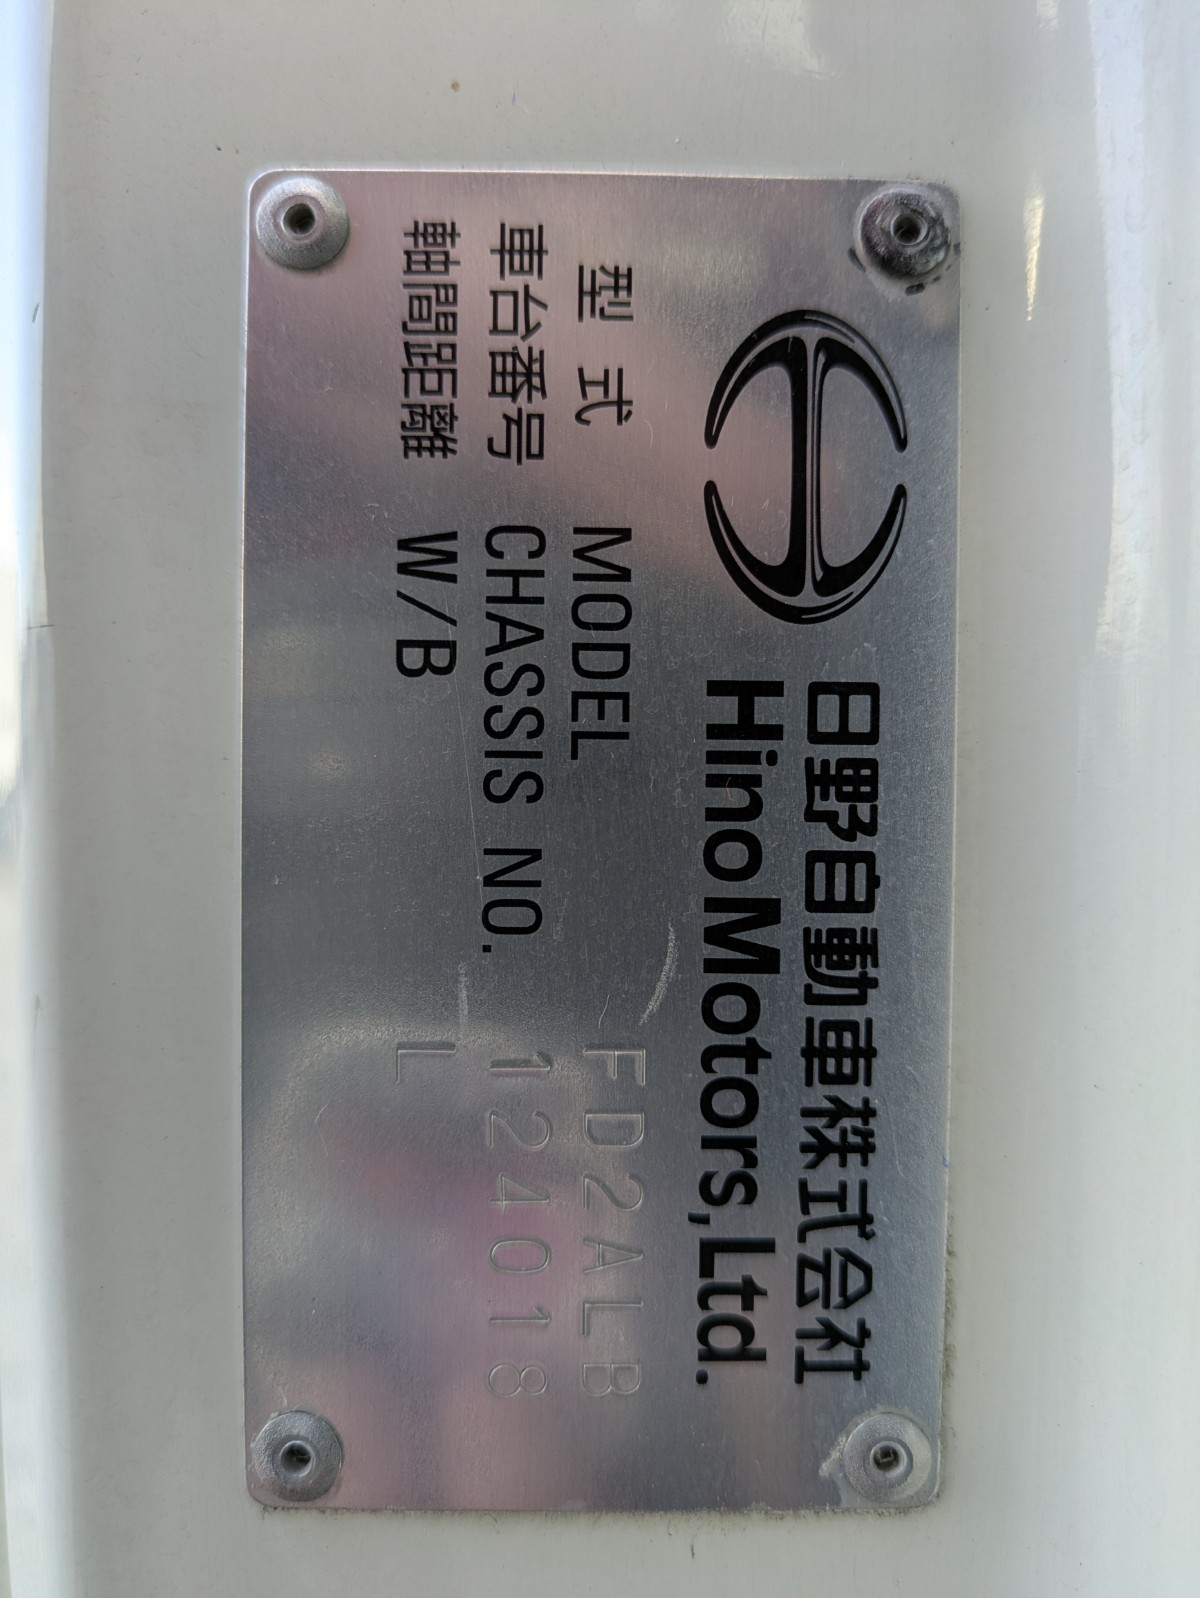 日野自動車株式会社
Hino Motors,Ltd.
型式 MODEL FD2ALB
車台番号 CHASSIS NO. 124018
軸間距離 W/B L